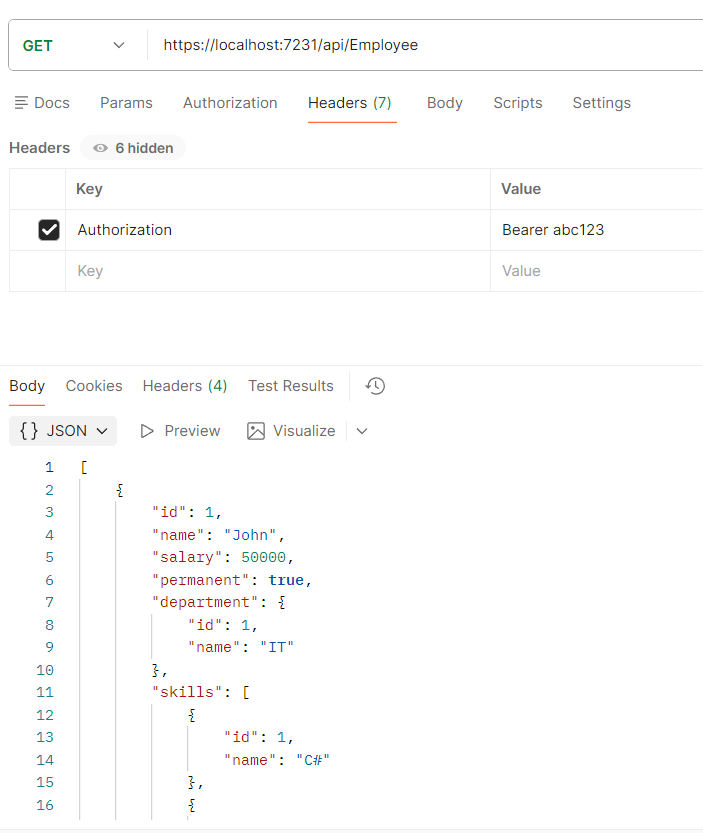 GET https://localhost:7231/api/Employee
Docs Params Authorization Headers (7) Body Scripts Settings
Headers 6 hidden
Key Value
Authorization Bearer abc123
Key Value
Body Cookies Headers (4) Test Results
{} JSON Preview Visualize
1 [
2 {
3 "id": 1,
4 "name": "John",
5 "salary": 50000,
6 "permanent": true,
7 "department": {
8 "id": 1,
9 "name": "IT"
10 },
11 "skills": [
12 {
13 "id": 1,
14 "name": "C#"
15 },
16 {